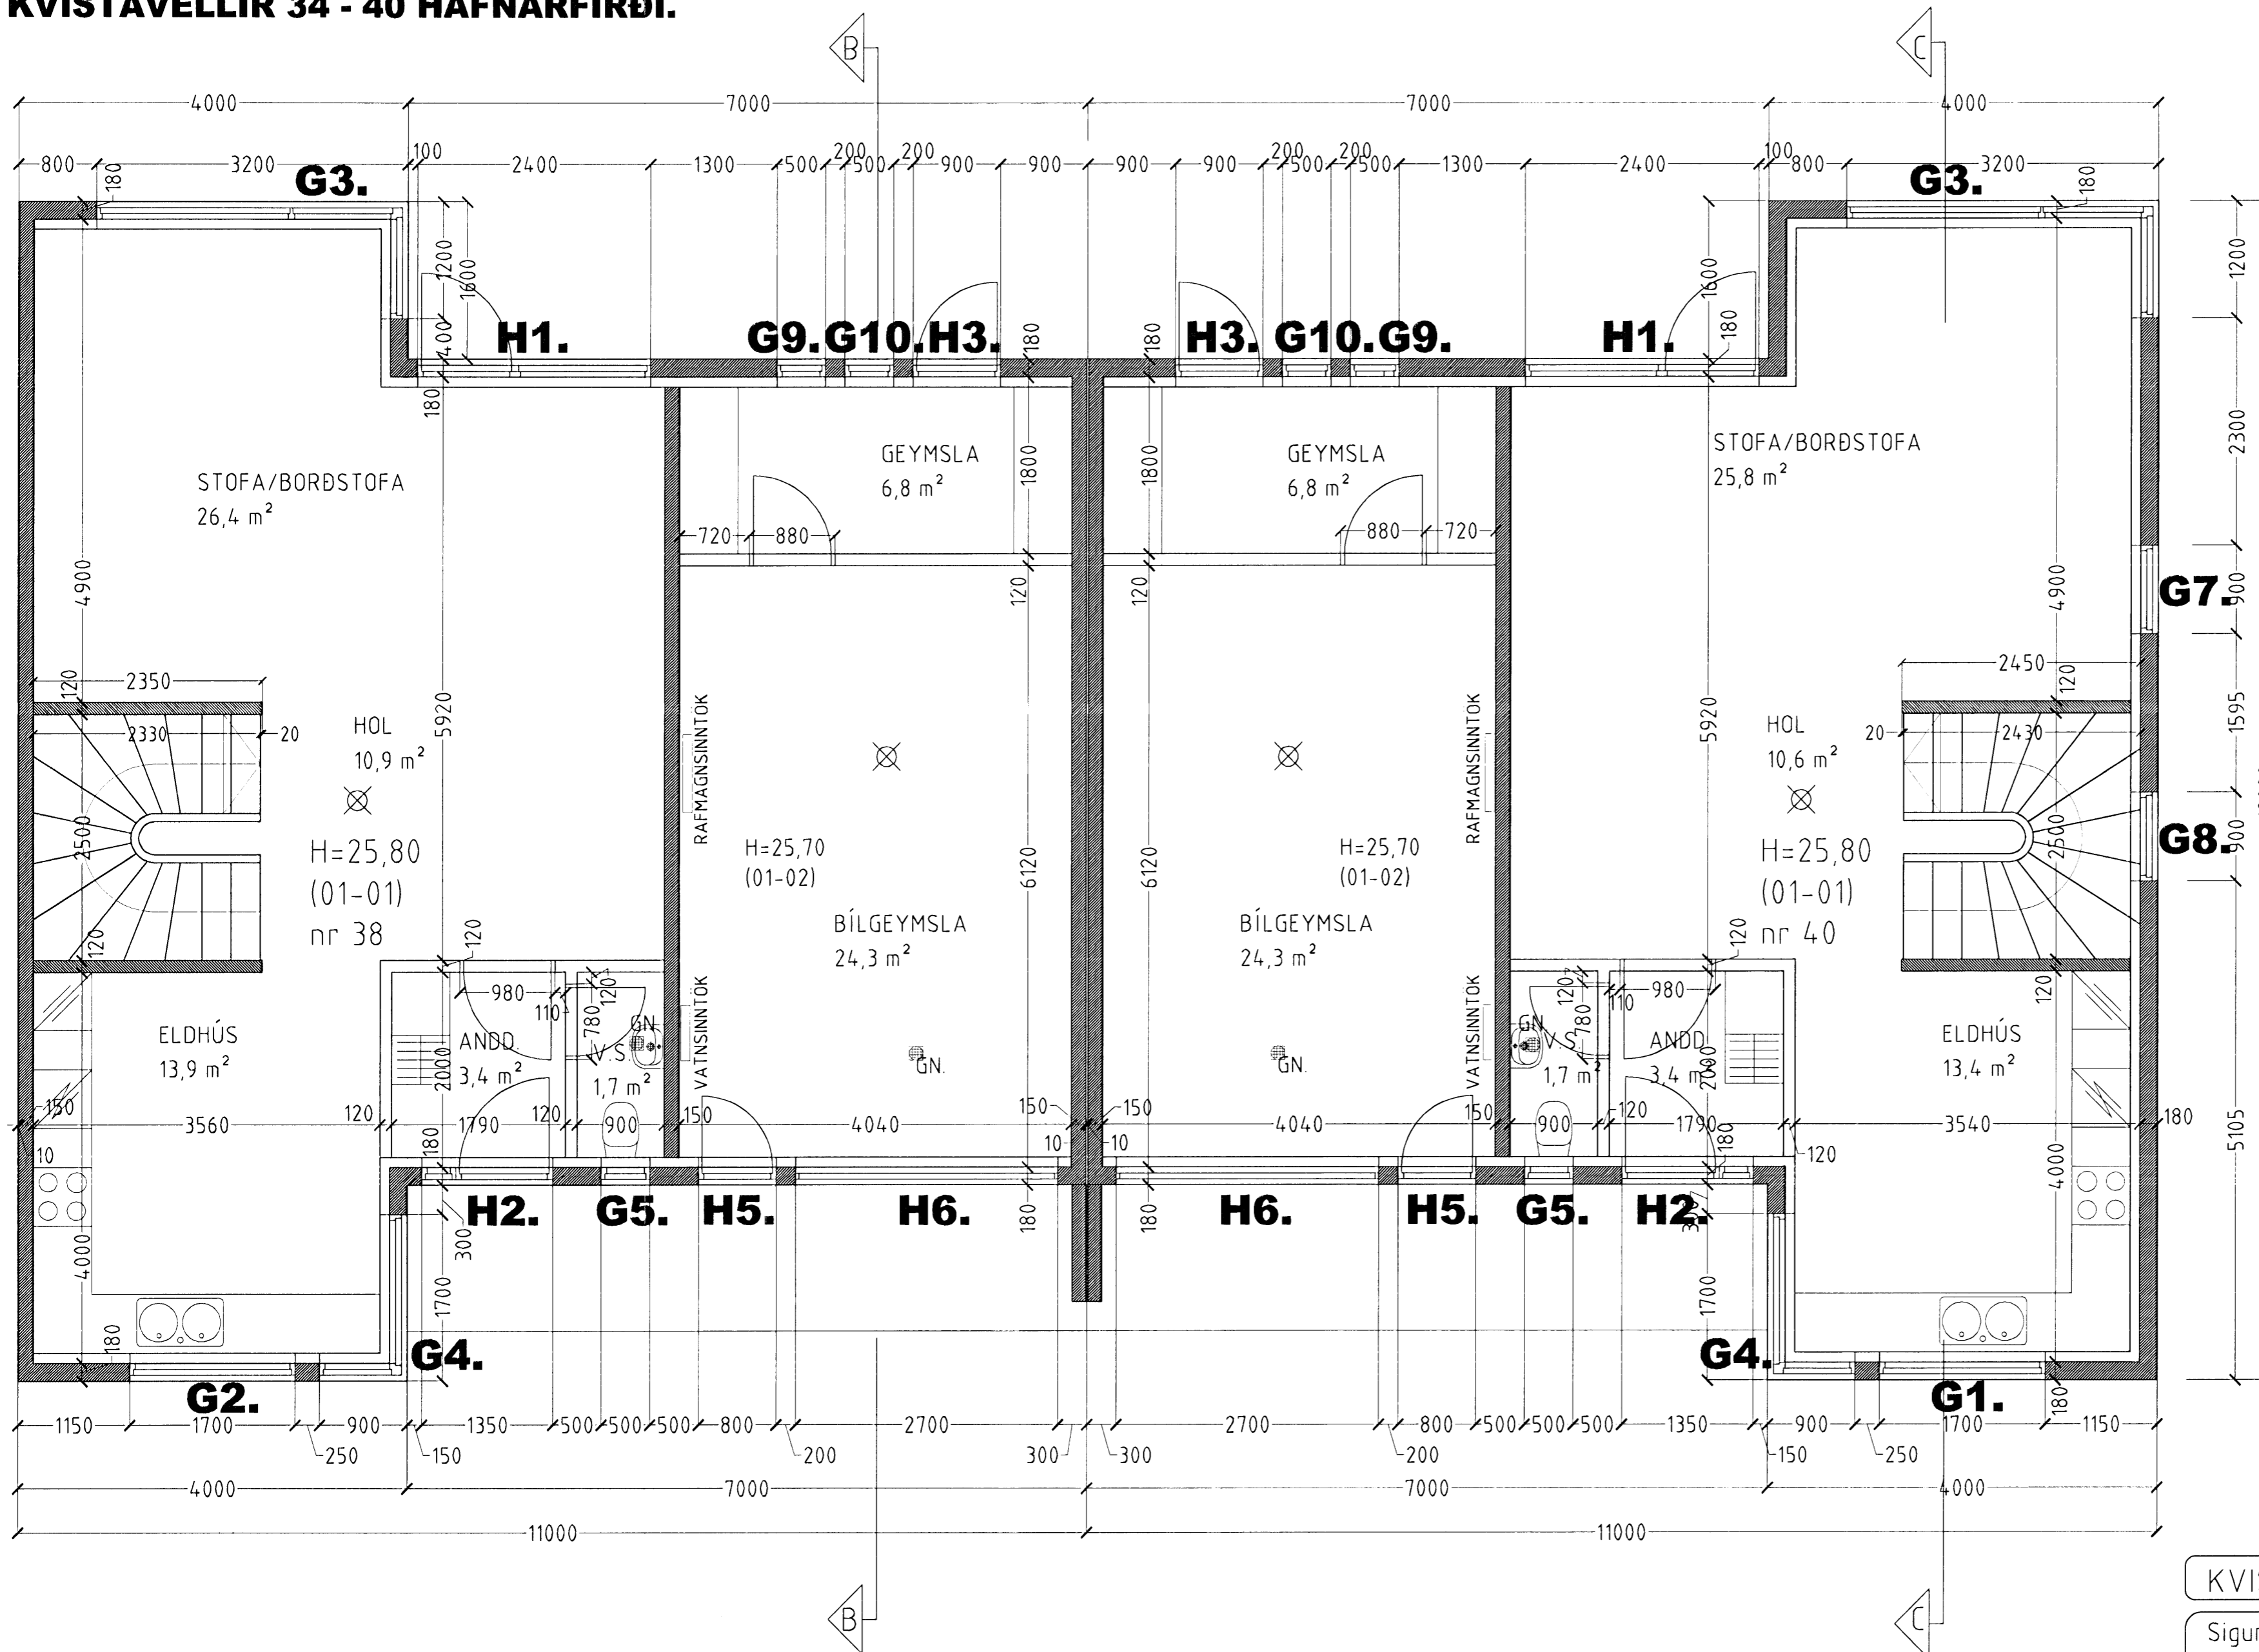 KVISTAVELLIR 34 - 40 HAFNARFIRÐI.
B
C
4000 7000 7000 4000
800 3200 100 2400 1300 500 200 500 200 900 900 900 900 200 500 200 500 1300 2400 100 800 3200
180 G3. G3. 180
1200 1600 400 1600 180 1200
H1. G9. G10. H3. 180 180 H3. G10. G9. H1.
180
2300
STOFA/BORÐSTOFA
26,4 m²
GEYMSLA
6,8 m²
1800
1800
GEYMSLA
6,8 m²
STOFA/BORÐSTOFA
25,8 m²
720 880 880 720
4900 120 120 4900
G7. 900
120 2350 2450 120
2330 20 20 2430
5920 5920
1595
HOL
10,9 m²
H=25,80
(01-01)
nr 38
RAFMAGNSINNTÖK
H=25,70
(01-02)
BÍLGEYMSLA
24,3 m²
6120
6120
H=25,70
(01-02)
BÍLGEYMSLA
24,3 m²
RAFMAGNSINNTÖK
HOL
10,6 m²
H=25,80
(01-01)
nr 40
2500 2500
G8. 900
120 120 120 120
ELDHÚS
13,9 m²
980 110 780 120
ANDD.
3,4 m²
2000
GN.
V.S.
1,7 m²
VATNSINNTÖK
GN.
GN.
VATNSINNTÖK
GN.
V.S.
1,7 m²
120 780 110 980
ANDD.
3,4 m²
2000
ELDHÚS
13,4 m²
150 3560 120 1790 120 900 150 4040 150 150 4040 150 900 120 1790 120 3540 180
10 180 10 10 180
5105
H2. G5. H5. H6. H6. H5. G5. H2.
4000 300 1700 180 180 1700 4000
180 G4. G4.
G2. G1. 180
1150 1700 250 900 150 1350 500 500 500 800 200 2700 300 300 2700 200 800 500 500 500 1350 150 900 250 1700 1150
4000 7000 7000 4000
11000 11000
B
C
KVI
Sigur